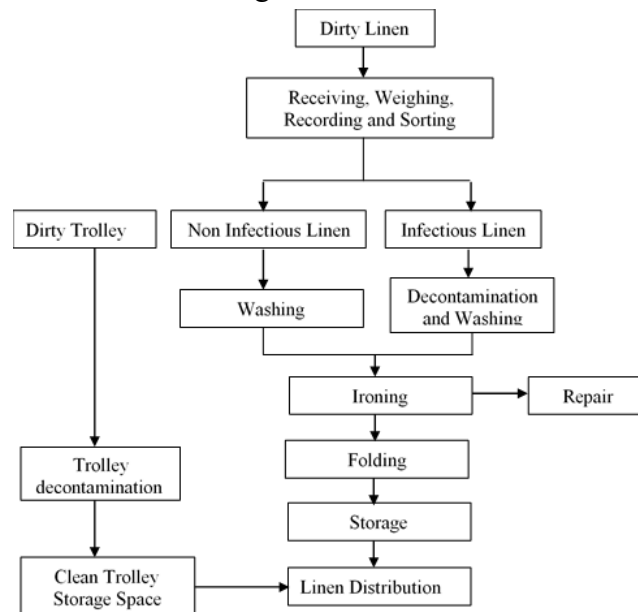 Dirty Linen
Receiving, Weighing,
Recording and Sorting
Dirty Trolley
Non Infectious Linen
Infectious Linen
Washing
Decontamination
and Washing
Ironing
Repair
Folding
Trolley
decontamination
Storage
Clean Trolley
Storage Space
Linen Distribution